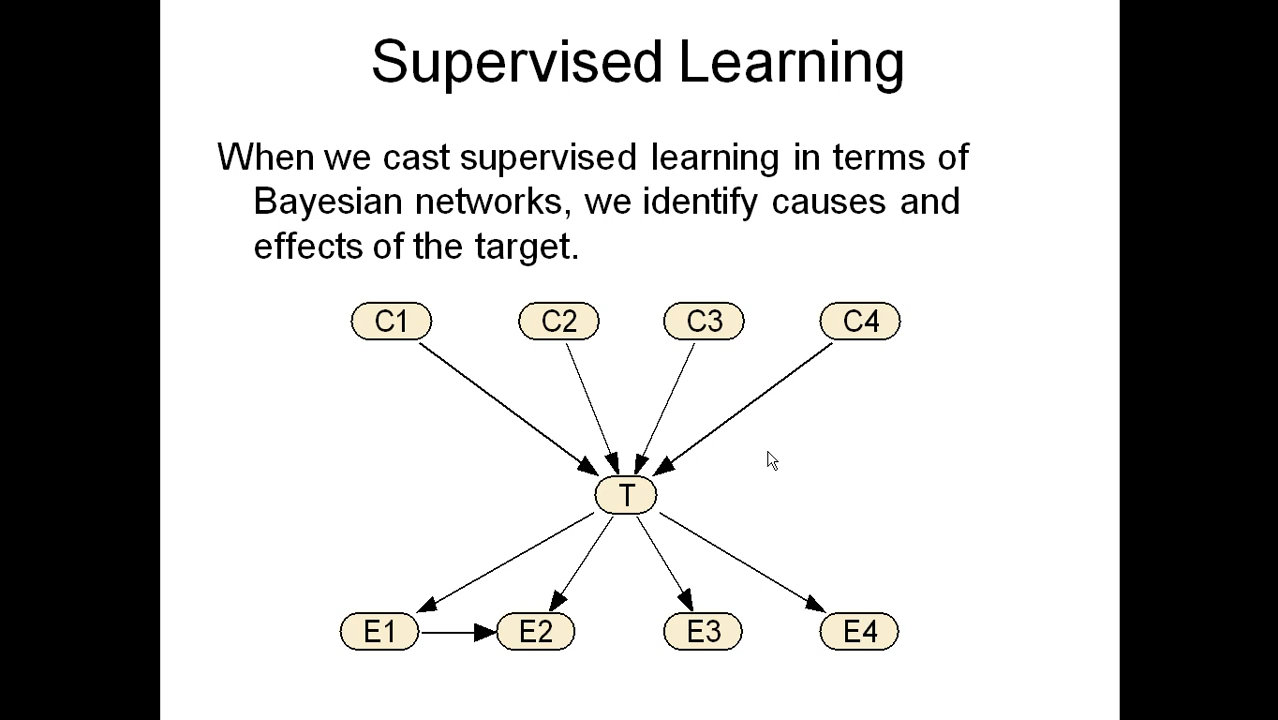 Supervised Learning
When we cast supervised learning in terms of
Bayesian networks, we identify causes and
effects of the target.
C1 C2 C3 C4
T
E1 E2 E3 E4